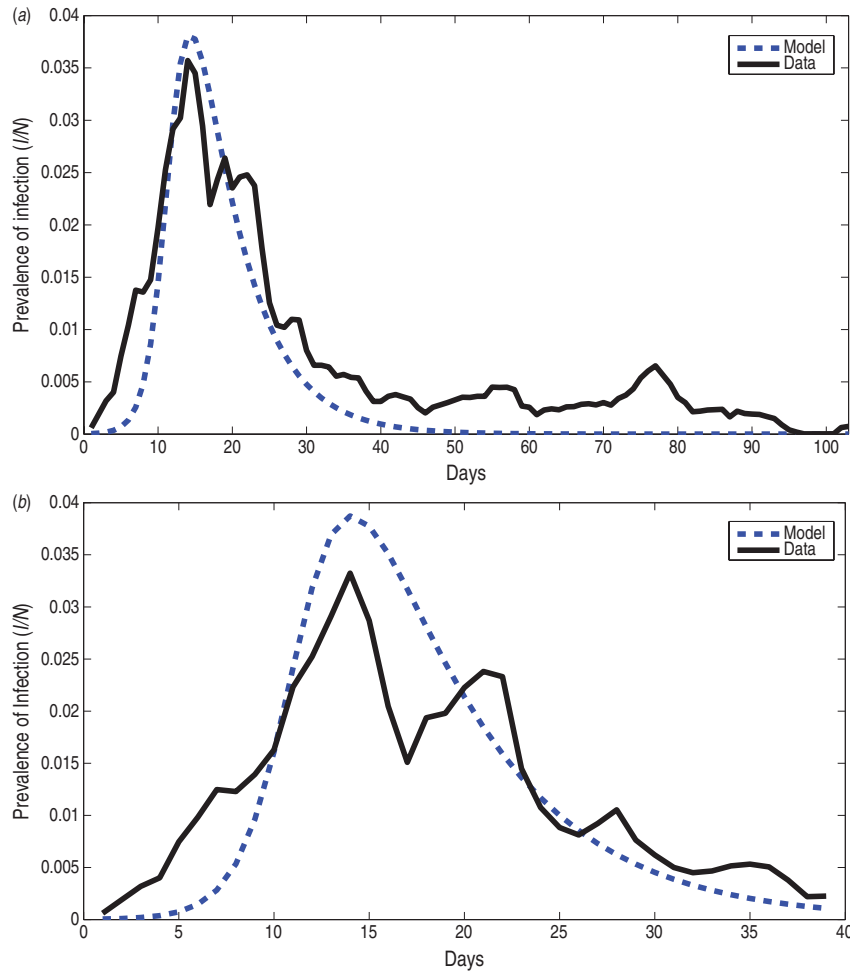 (a)
0.04
0.035
0.03
0.025
0.02
0.015
0.01
0.005
0
Prevalence of infection (I/N)
Model
Data
0 10 20 30 40 50 60 70 80 90 100
Days
(b)
0.04
0.035
0.03
0.025
0.02
0.015
0.01
0.005
0
Prevalence of Infection (I/N)
Model
Data
0 5 10 15 20 25 30 35 40
Days